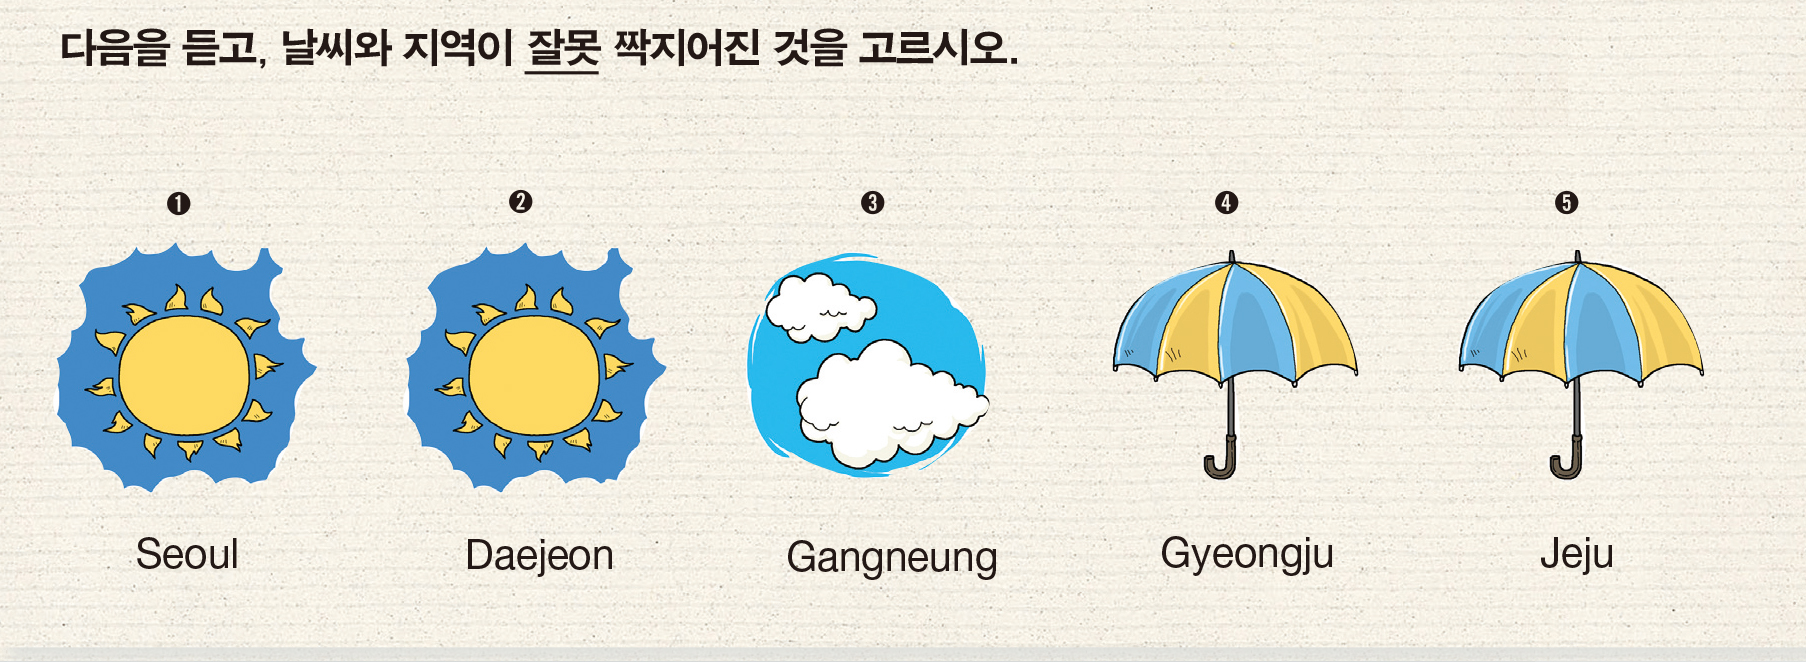 다음을 듣고, 날씨와 지역이 잘못 짝지어진 것을 고르시오.
❶ ❷ ❸ ❹ ❺
Seoul Daejeon Gangneung Gyeongju Jeju